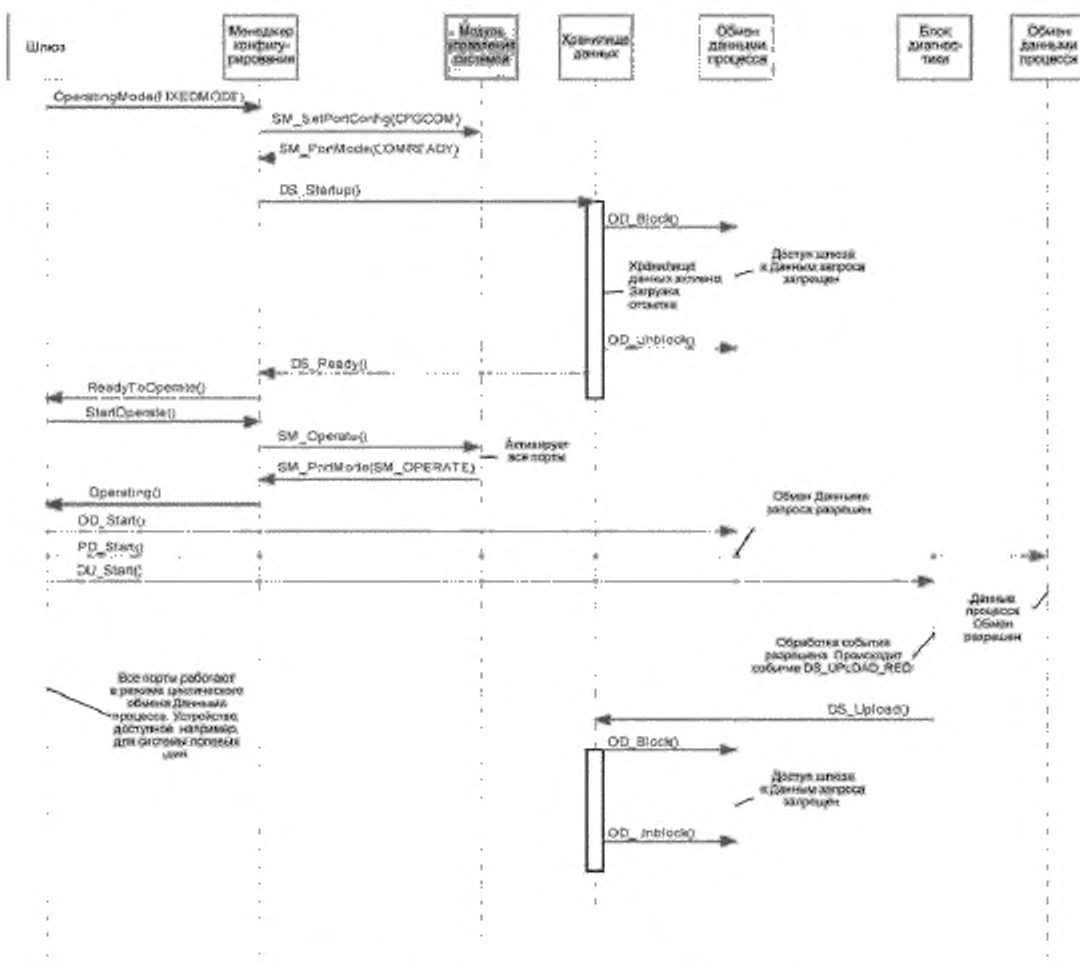 Шлюз
Менеджер
конфигу-
рирования
Модуль
управления
системой
Хранилище
данных
Обмен
данными
процесса
Блок
диагнос-
тики
Обмен
данными
процесса
OperatingMode(FIXEDMODE)
SM_SetPortConfig(CFGCOM)
SM_PortMode(COMREADY)
DS_Startup()
OD_Block()
Доступ шлюза
к Данным запроса
запрещен
Хранилище
данных активно
Загрузка
отсылка
OD_Unblock()
DS_Ready()
ReadyToOperate()
StartOperate()
SM_Operate()
Активирует
все порты
SM_PortMode(SM_OPERATE)
Operating()
Обмен Данными
запроса разрешен
OD_Start()
PD_Start()
DU_Start()
Данные
процесса
Обмен
разрешен
Обработка события
разрешена Происходит
событие DS_UPLOAD_REQ
Все порты работают
в режиме циклического
обмена Данными
процесса. Устройство
доступное например,
для системы полевых
шин
DS_Upload()
OD_Block()
Доступ шлюза
к Данным запроса
запрещен
OD_Unblock()